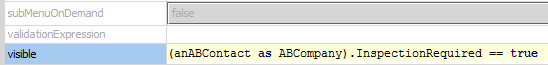 subMenuOnDemand false
validationExpression
visible (anABContact as ABCompany).InspectionRequired == true